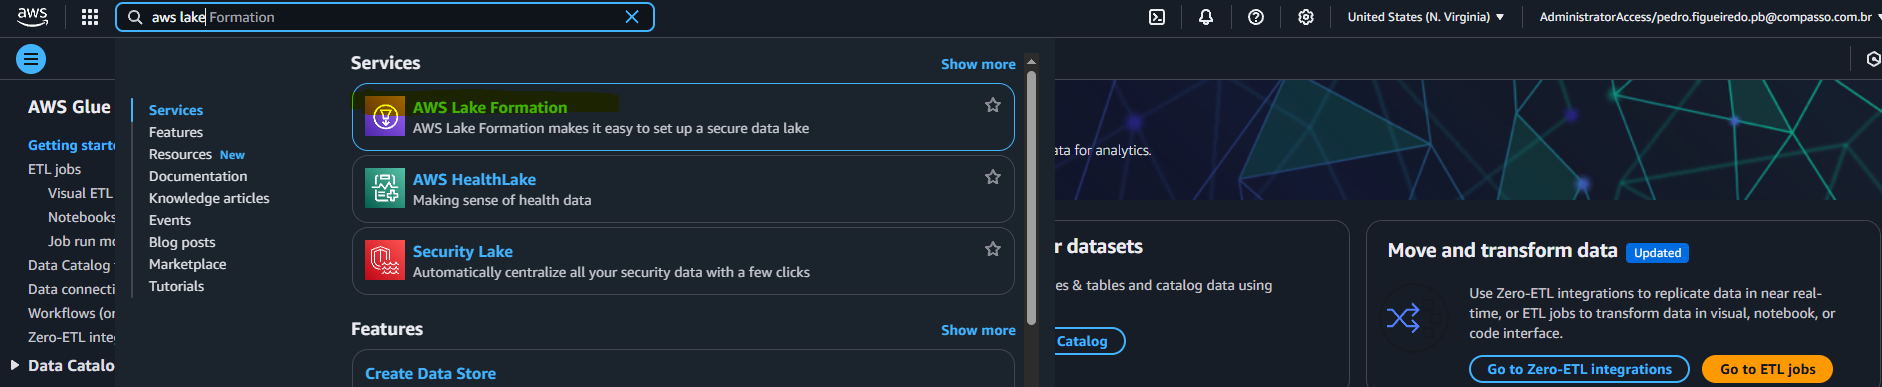 aws
aws lake Formation
United States (N. Virginia)
AdministratorAccess/pedro.figueiredo.pb@compasso.com.br
AWS Glue
Getting starte
ETL jobs
Visual ETL
Notebooks
Job run mo
Data Catalog
Data connecti
Workflows (or
Zero-ETL inte
Data Catalo
Services
Features
Resources New
Documentation
Knowledge articles
Events
Blog posts
Marketplace
Tutorials
Services
Show more
AWS Lake Formation
AWS Lake Formation makes it easy to set up a secure data lake
AWS HealthLake
Making sense of health data
Security Lake
Automatically centralize all your security data with a few clicks
Features
Show more
Create Data Store
ata for analytics.
r datasets
es & tables and catalog data using
Catalog
Move and transform data Updated
Use Zero-ETL integrations to replicate data in near real-
time, or ETL jobs to transform data in visual, notebook, or
code interface.
Go to Zero-ETL integrations
Go to ETL jobs